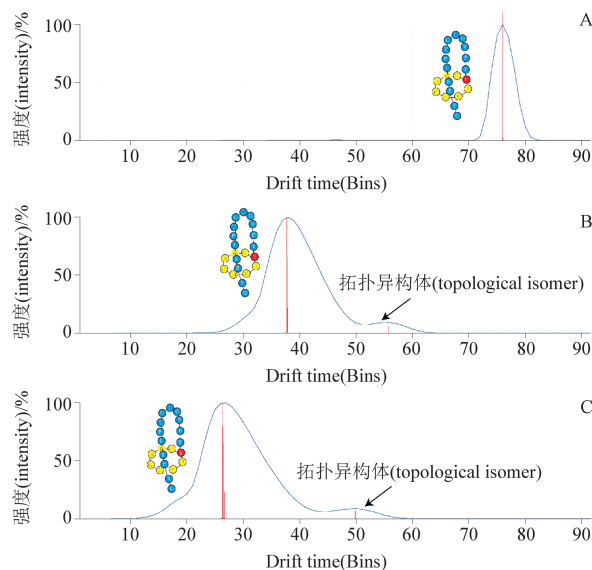 A
强度(intensity)/%
100
50
0
10 20 30 40 50 60 70 80 90
Drift time(Bins)
B
强度(intensity)/%
100
50
0
拓扑异构体(topological isomer)
10 20 30 40 50 60 70 80 90
Drift time(Bins)
C
强度(intensity)/%
100
50
0
拓扑异构体(topological isomer)
10 20 30 40 50 60 70 80 90
Drift time(Bins)